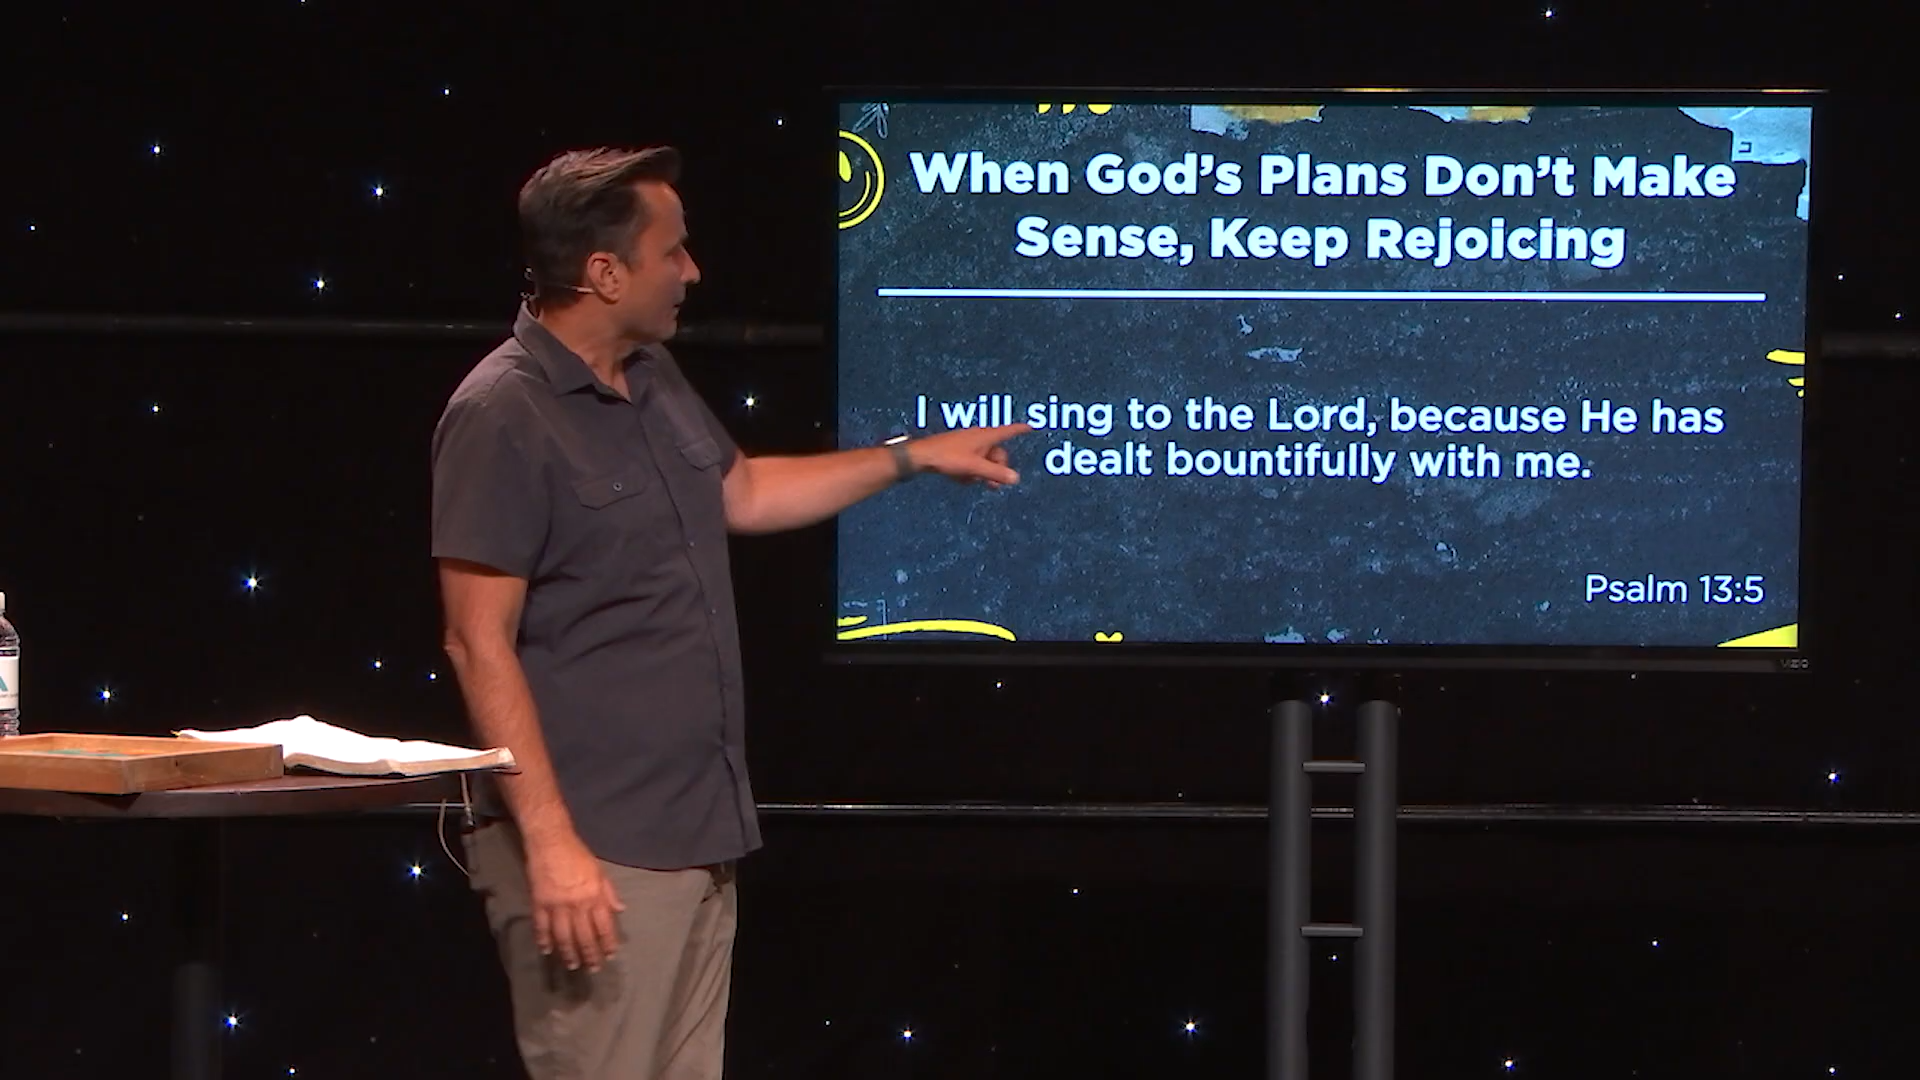 When God's Plans Don't Make
Sense, Keep Rejoicing
I will sing to the Lord, because He has
dealt bountifully with me.
Psalm 13:5
VIZIO